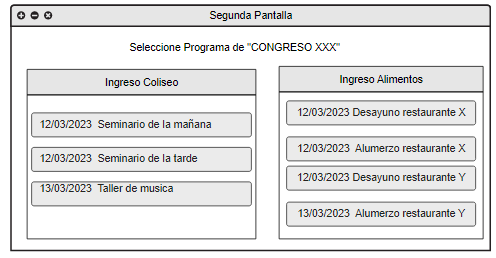 Segunda Pantalla
Seleccione Programa de "CONGRESO XXX"
Ingreso Coliseo
12/03/2023 Seminario de la mañana
12/03/2023 Seminario de la tarde
13/03/2023 Taller de musica
Ingreso Alimentos
12/03/2023 Desayuno restaurante X
12/03/2023 Alumerzo restaurante X
12/03/2023 Desayuno restaurante Y
13/03/2023 Alumerzo restaurante Y